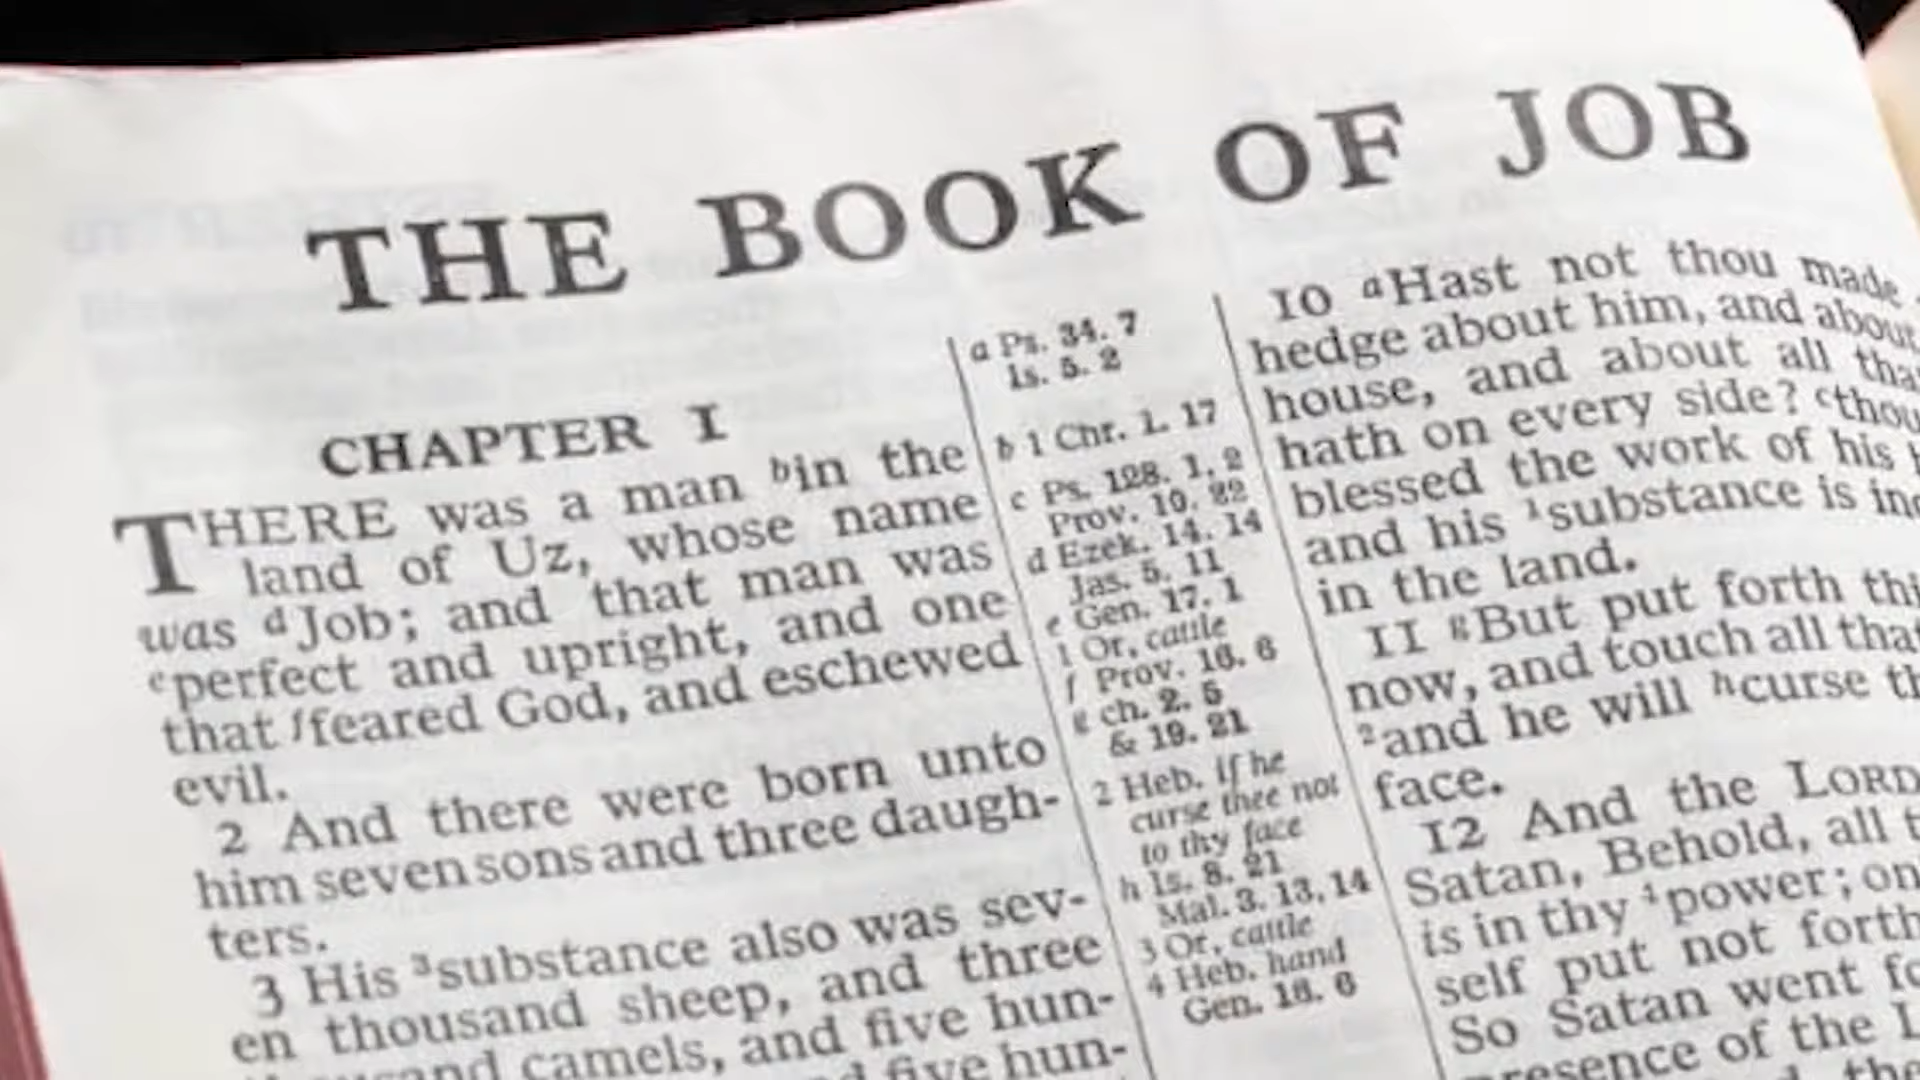 THE BOOK OF JOB
CHAPTER I
THERE was a man bin the
land of Uz, whose name
was dJob; and that man was
eperfect and upright, and one
that ffeared God, and eschewed
evil.
2 And there were born unto
him seven sons and three daugh-
ters.
3 His 3substance also was sev-
en thousand sheep, and three
camels, and five hun-
five hun-
a Ps. 34. 7
Is. 5. 2
b 1 Chr. 1. 17
c Ps. 128. 1, 2
Prov. 10. 22
d Ezek. 14. 14
Jas. 5. 11
e Gen. 17. 1
1 Or, cattle
f Prov. 16. 6
g ch. 2. 5
& 19. 21
2 Heb. if he
curse thee not
to thy face
h Is. 8. 21
Mal. 3. 13, 14
3 Or, cattle
4 Heb. hand
Gen. 16. 6
10 aHast not thou made
hedge about him, and about
house, and about all
hath on every side? cthou
blessed the work of his
and his 1substance is
in the land.
11 gBut put forth
now, and touch all
2and he will hcurse
face.
12 And the LORD
Satan, Behold, all
is in thy 4power;
self put not forth
So Satan went
presence of the